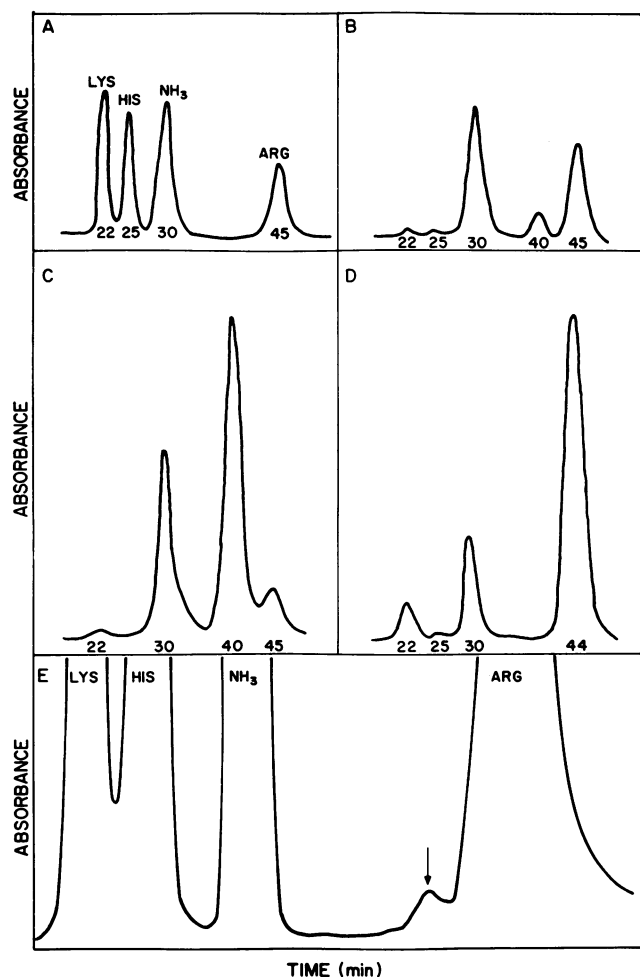 A
B
LYS
HIS
NH₃
ARG
22 25 30 45
22 25 30 40 45
ABSORBANCE
C
D
22 30 40 45
22 25 30 44
ABSORBANCE
E
LYS HIS NH₃ ARG
ABSORBANCE
TIME (min)